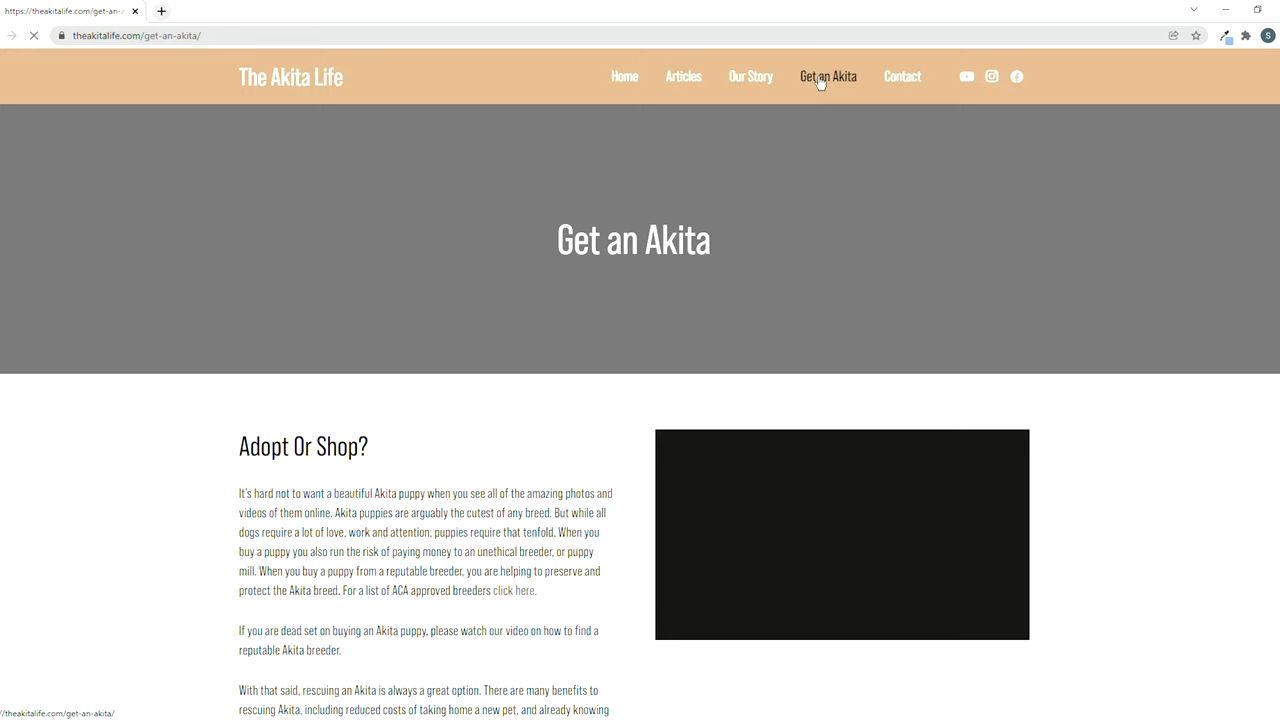 https://theakitalife.com/get-an-
theakitalife.com/get-an-akita/
S
The Akita Life
Home Articles Our Story Get an Akita Contact
Get an Akita
Adopt Or Shop?
It's hard not to want a beautiful Akita puppy when you see all of the amazing photos and
videos of them online. Akita puppies are arguably the cutest of any breed. But while all
dogs require a lot of love, work and attention; puppies require that tenfold. When you
buy a puppy you also run the risk of paying money to an unethical breeder, or puppy
mill. When you buy a puppy from a reputable breeder, you are helping to preserve and
protect the Akita breed. For a list of ACA approved breeders click here.
If you are dead set on buying an Akita puppy, please watch our video on how to find a
reputable Akita breeder.
With that said, rescuing an Akita is always a great option. There are many benefits to
rescuing Akita, including reduced costs of taking home a new pet, and already knowing
//theakitalife.com/get-an-akita/